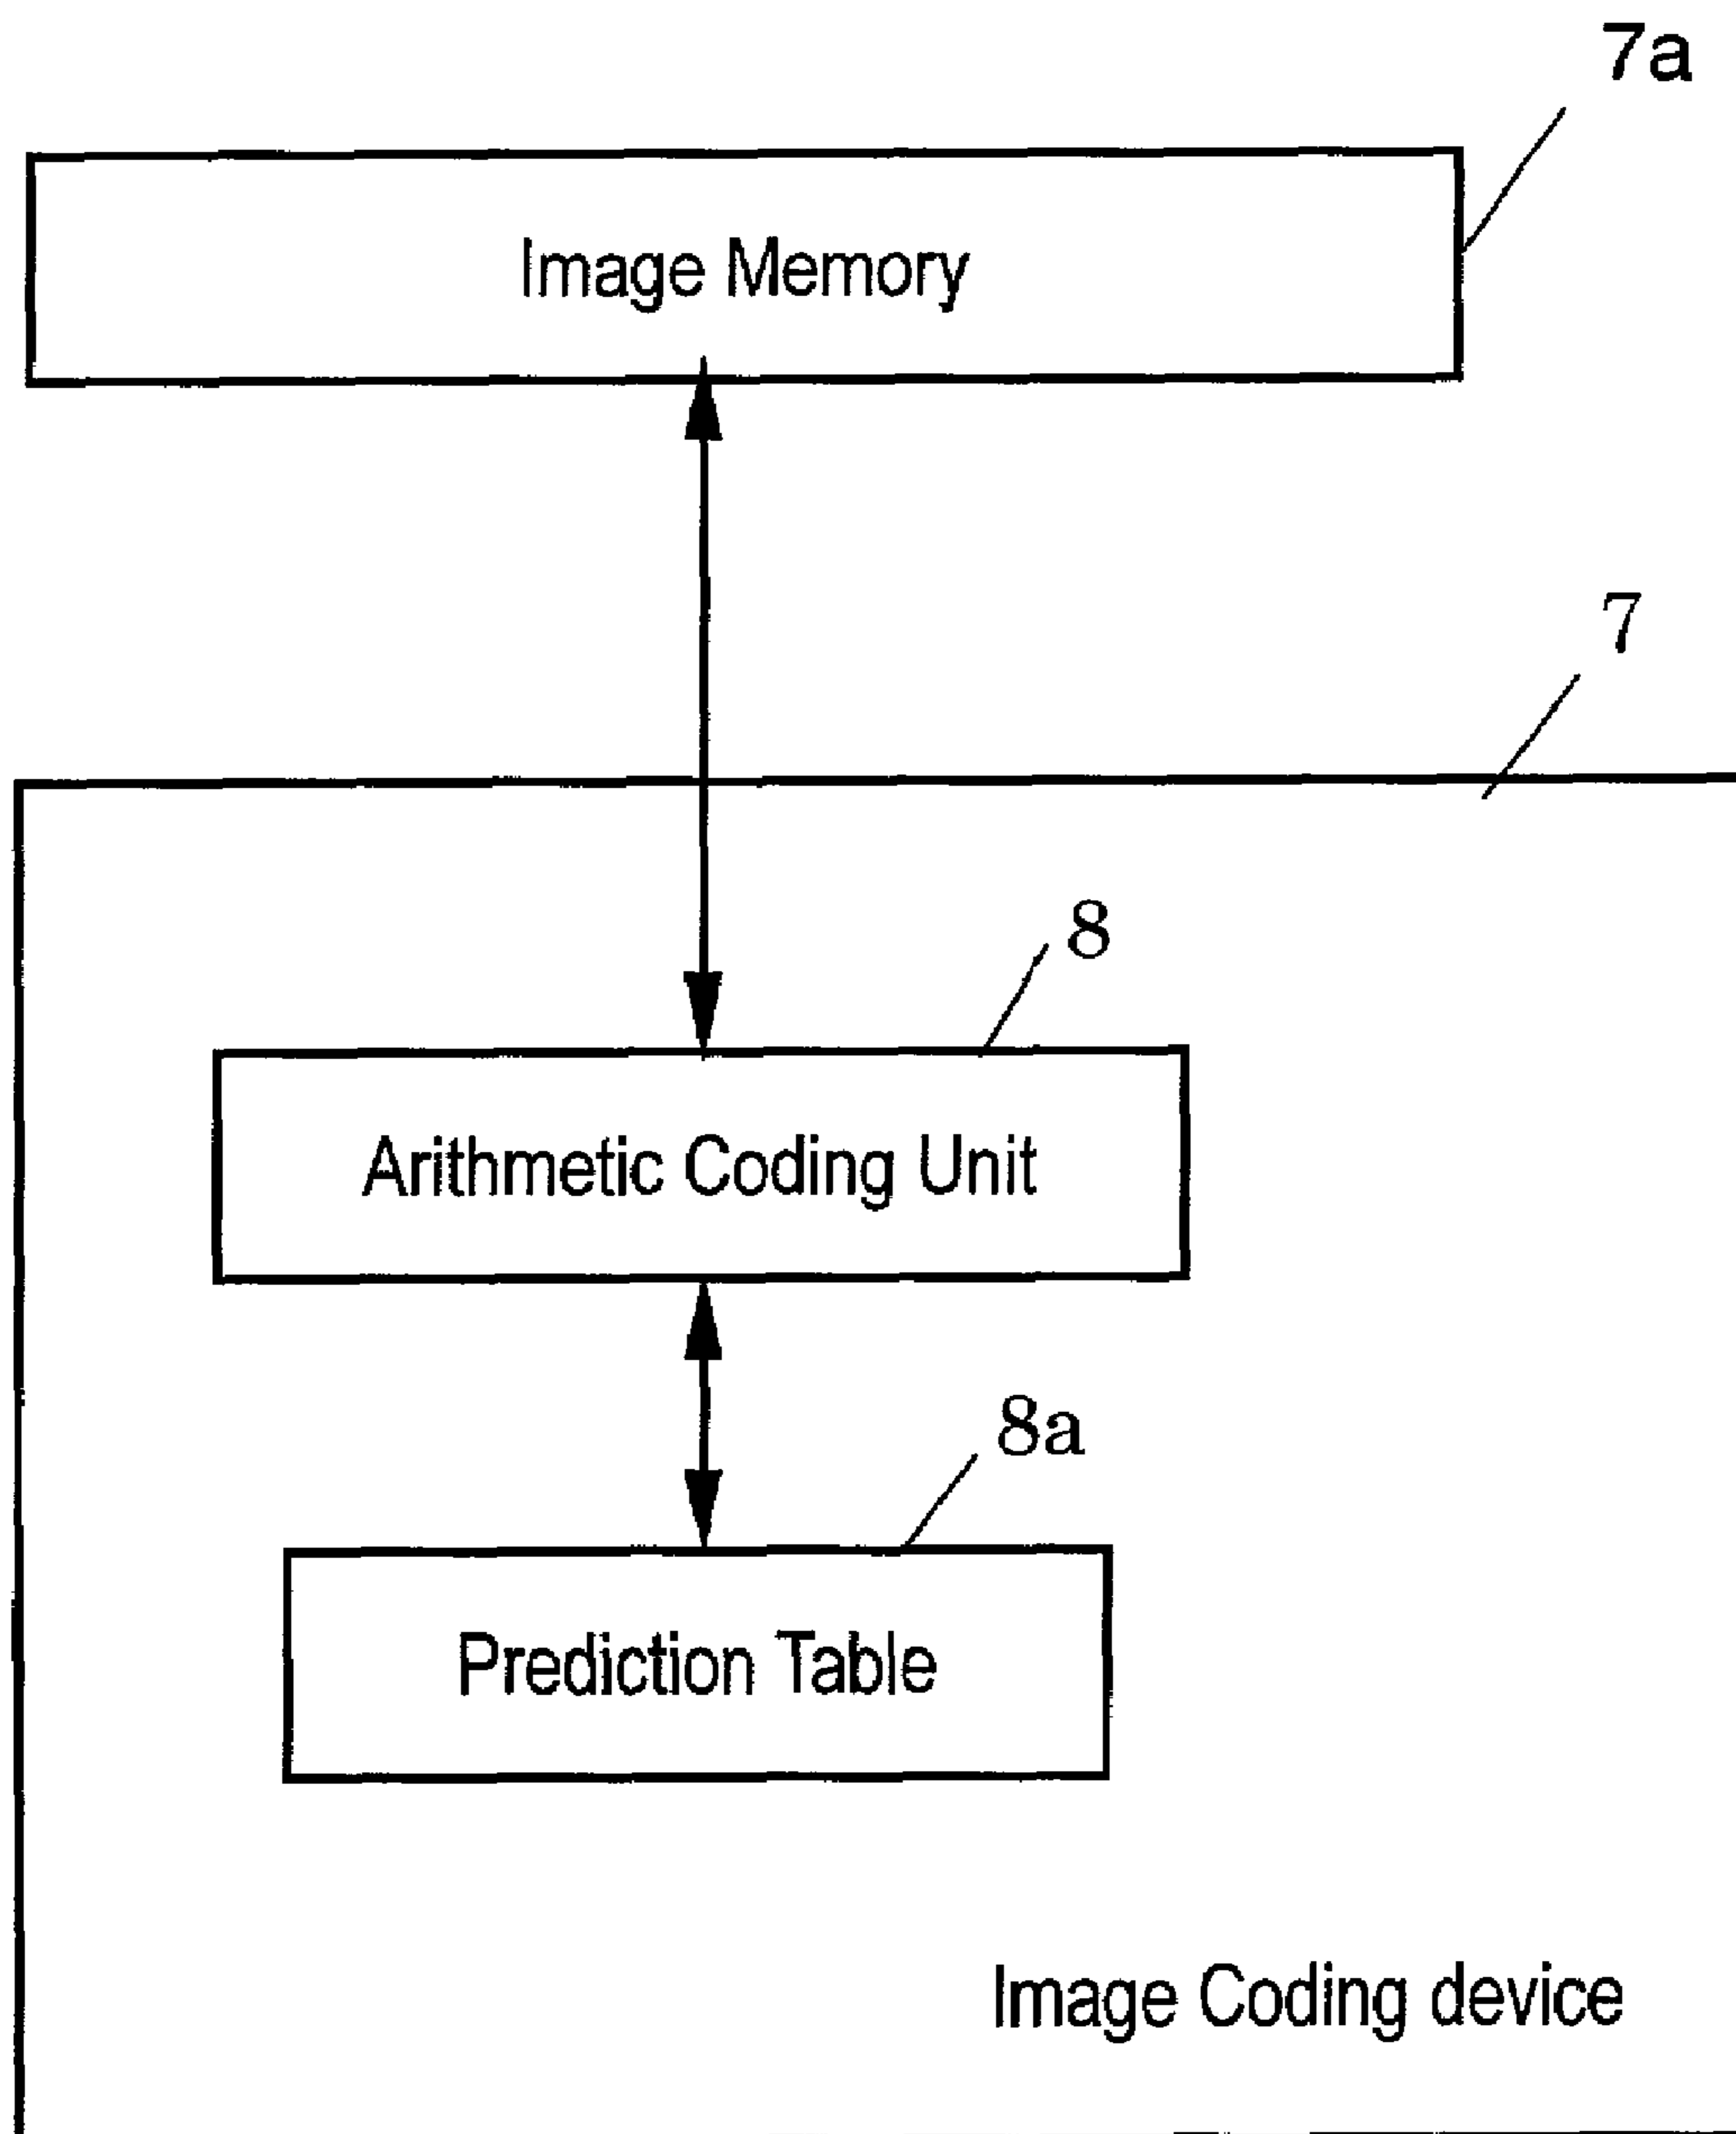 7a
Image Memory
7
8
Arithmetic Coding Unit
8a
Prediction Table
Image Coding device